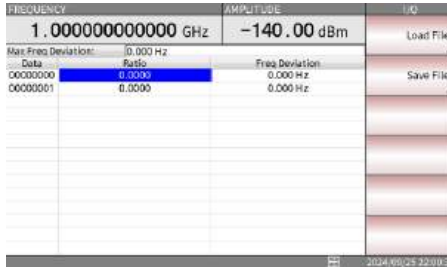 FREQUENCY AMPLITUDE I/Q
1.000000000000 GHz -140.00 dBm
Load File
Max Freq Deviation: 0.000 Hz
Data Ratio Freq Deviation
00000000 0.0000 0.000 Hz
Save File
00000001 0.0000 0.000 Hz
2024/09/25 22:00: